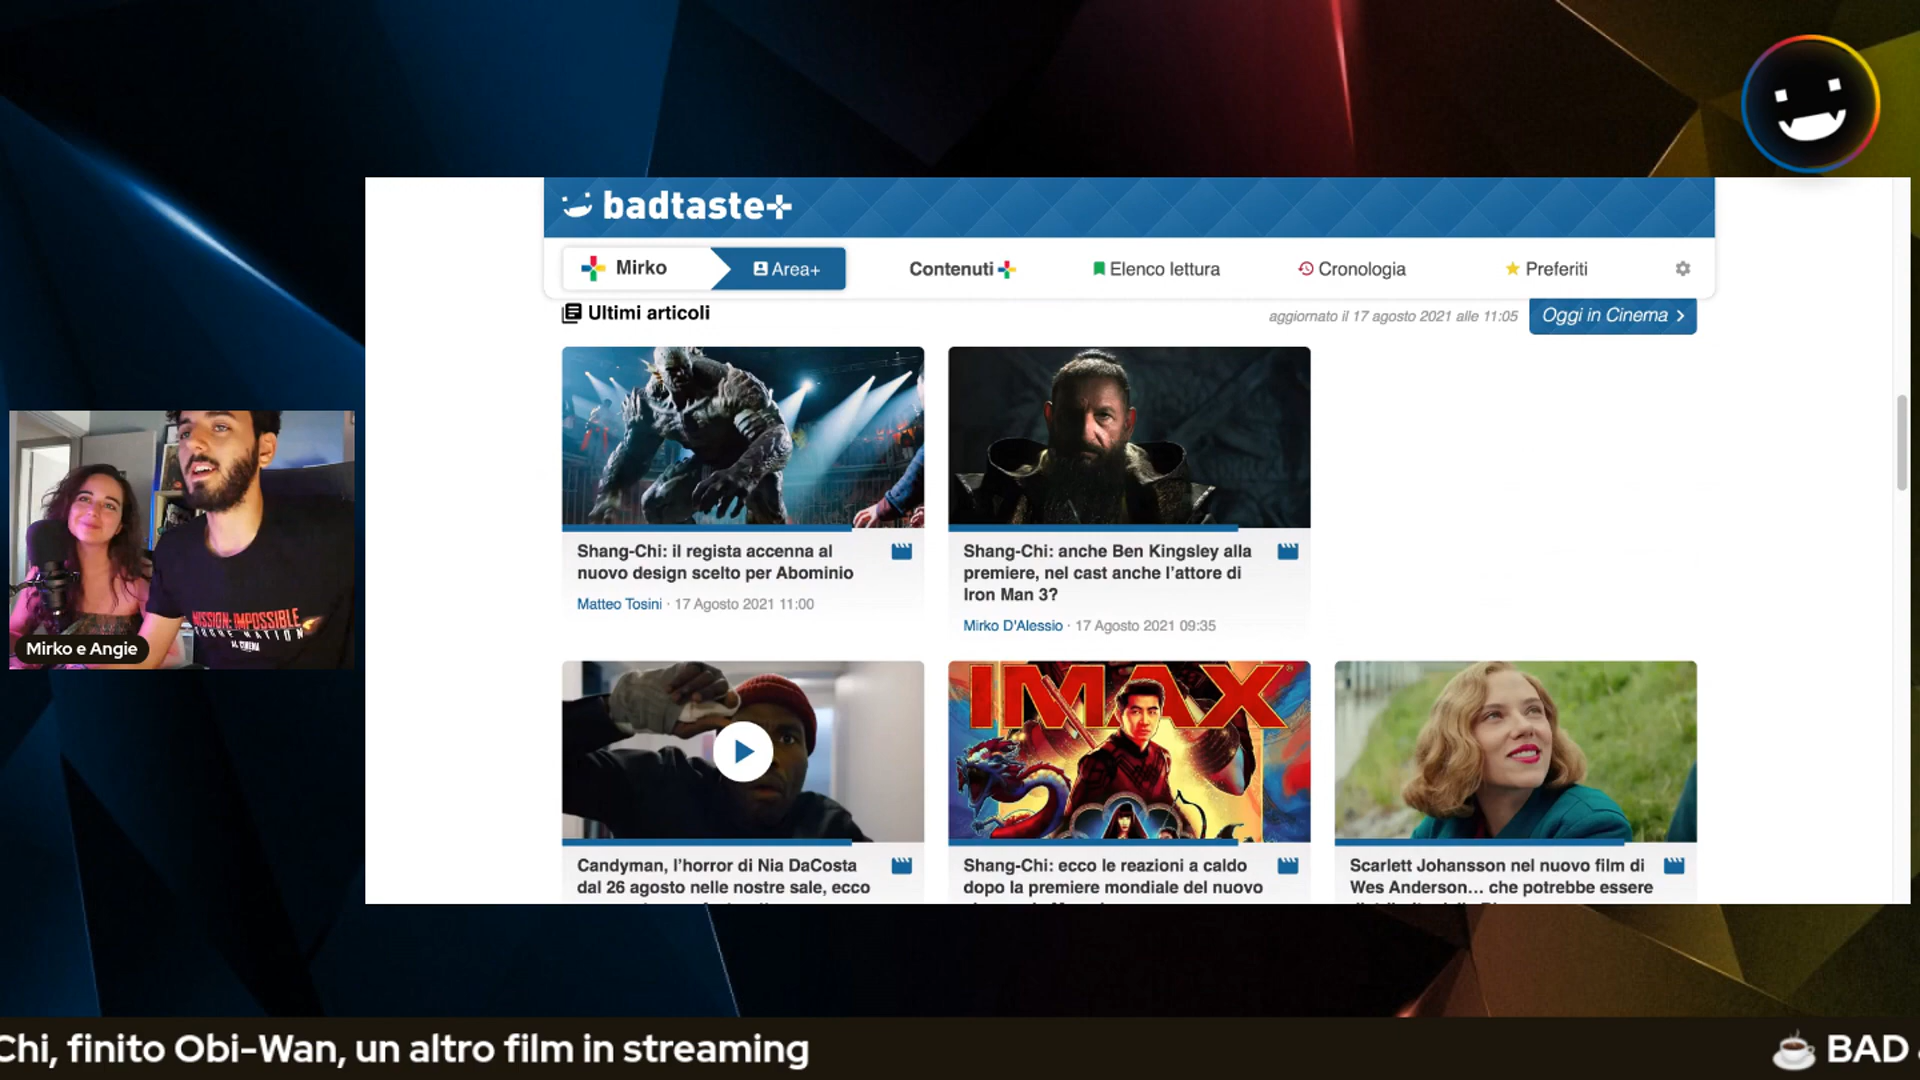 badtaste+
Mirko
Area+
Contenuti
Elenco lettura
Cronologia
Preferiti
Ultimi articoli
aggiornato il 17 agosto 2021 alle 11:05
Oggi in Cinema
Shang-Chi: il regista accenna al
nuovo design scelto per Abominio
Matteo Tosini · 17 Agosto 2021 11:00
Shang-Chi: anche Ben Kingsley alla
premiere, nel cast anche l'attore di
Iron Man 3?
Mirko D'Alessio · 17 Agosto 2021 09:35
MISSION: IMPOSSIBLE
ROGUE NATION
AL CINEMA
Mirko e Angie
IMAX
Candyman, l'horror di Nia DaCosta
dal 26 agosto nelle nostre sale, ecco
Shang-Chi: ecco le reazioni a caldo
dopo la premiere mondiale del nuovo
Scarlett Johansson nel nuovo film di
Wes Anderson... che potrebbe essere
Chi, finito Obi-Wan, un altro film in streaming
BAD